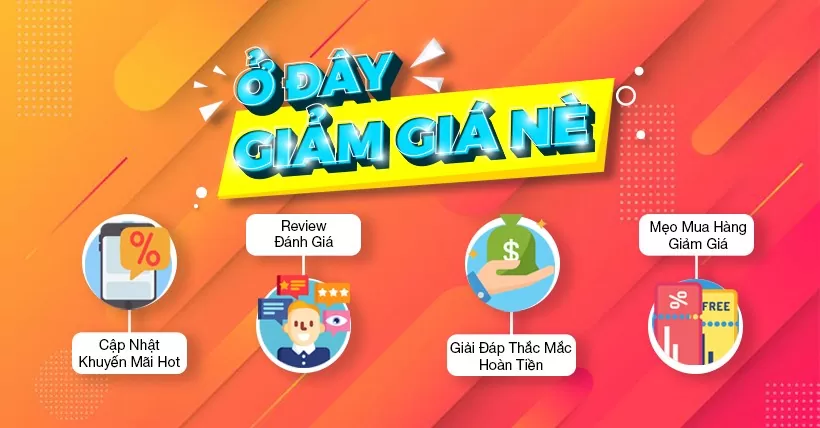 Ở ĐÂY
GIẢM GIÁ NÈ
Review
Đánh Giá
Mẹo Mua Hàng
Giảm Giá
%
$
%
FREE
Cập Nhật
Khuyến Mãi Hot
Giải Đáp Thắc Mắc
Hoàn Tiền